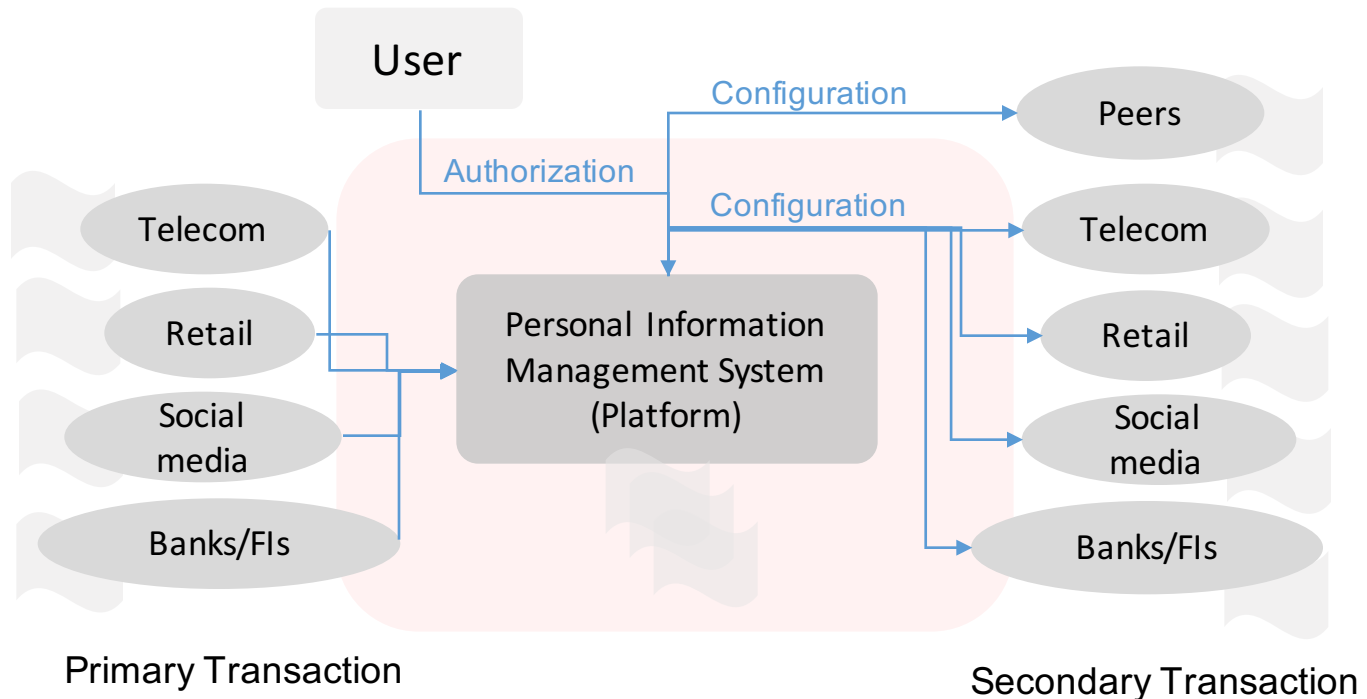 User
Configuration
Peers
Authorization
Configuration
Telecom
Telecom
Retail
Retail
Personal Information
Management System
(Platform)
Social
media
Social
media
Banks/FIs
Banks/FIs
Primary Transaction
Secondary Transaction